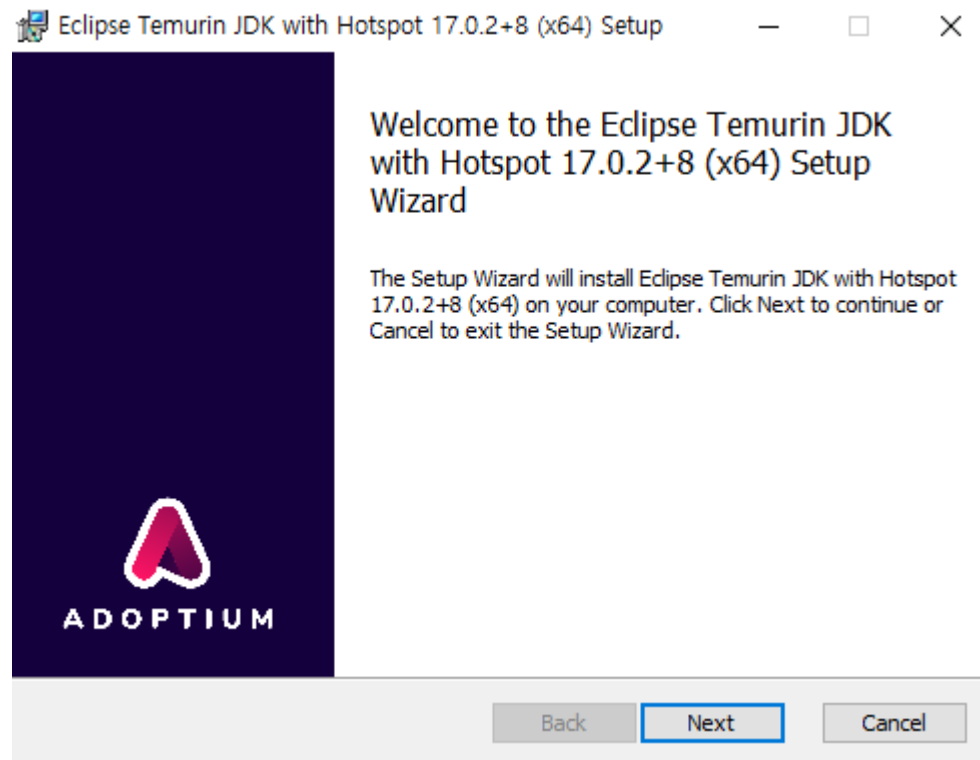 Eclipse Temurin JDK with Hotspot 17.0.2+8 (x64) Setup
Welcome to the Eclipse Temurin JDK
with Hotspot 17.0.2+8 (x64) Setup
Wizard
The Setup Wizard will install Eclipse Temurin JDK with Hotspot
17.0.2+8 (x64) on your computer. Click Next to continue or
Cancel to exit the Setup Wizard.
ADOPTIUM
Back Next Cancel